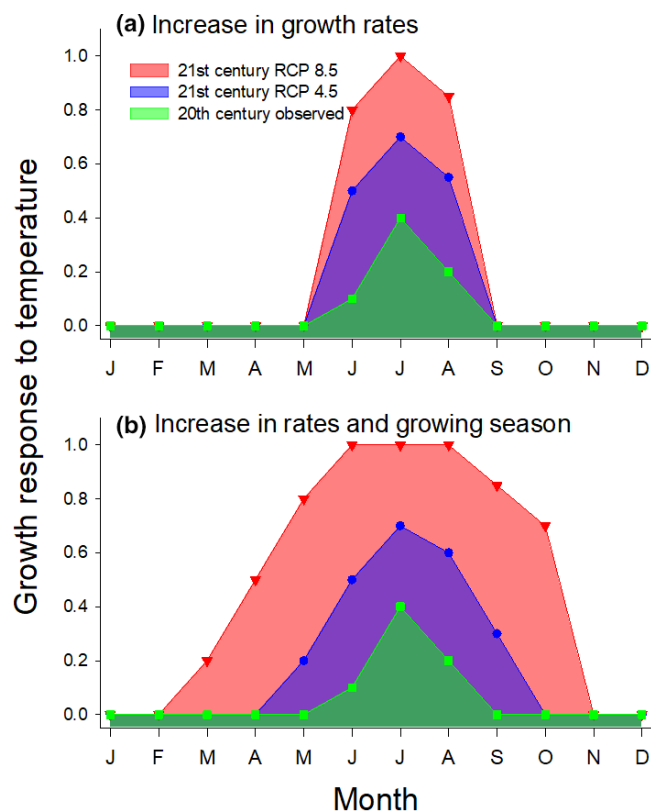 (a) Increase in growth rates
1.0
21st century RCP 8.5
21st century RCP 4.5
0.8
20th century observed
0.6
0.4
0.2
0.0
J F M A M J J A S O N D
Growth response to temperature
(b) Increase in rates and growing season
1.0
0.8
0.6
0.4
0.2
0.0
J F M A M J J A S O N D
Month